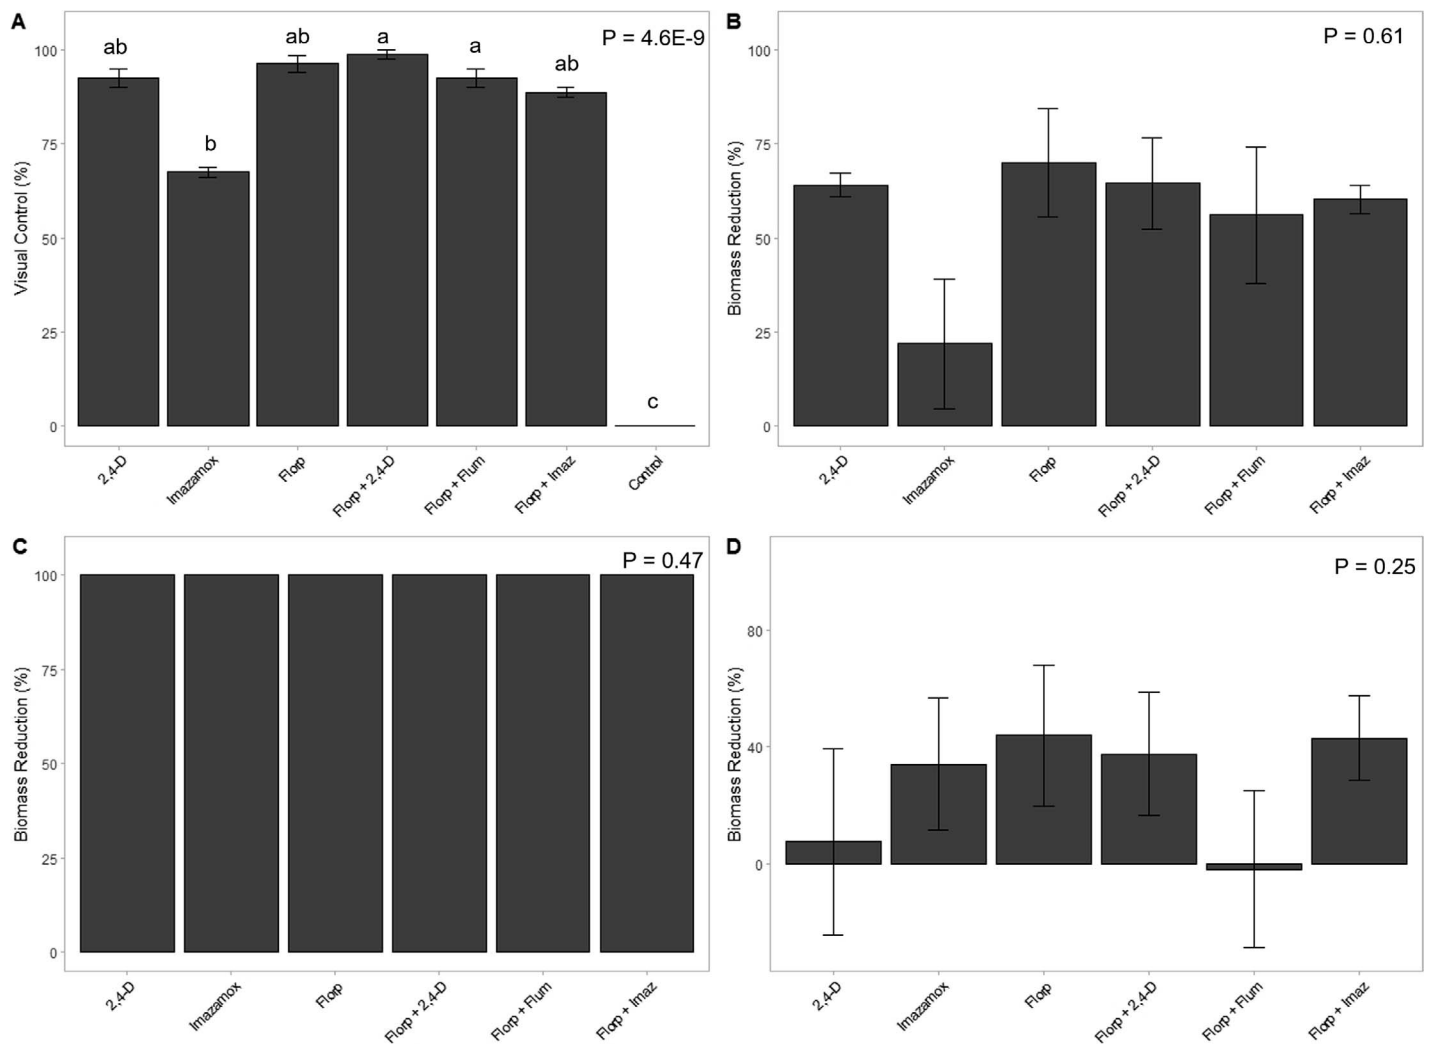 A
P = 4.6E-9
ab
b
ab
a
a
ab
c
100
75
50
25
0
Visual Control (%)
2,4-D
Imazamox
Florp
Florp + 2,4-D
Florp + Flum
Florp + Imaz
Control
B
P = 0.61
100
75
50
25
0
Biomass Reduction (%)
2,4-D
Imazamox
Florp
Florp + 2,4-D
Florp + Flum
Florp + Imaz
C
P = 0.47
100
75
50
25
0
Biomass Reduction (%)
2,4-D
Imazamox
Florp
Florp + 2,4-D
Florp + Flum
Florp + Imaz
D
P = 0.25
80
40
0
Biomass Reduction (%)
2,4-D
Imazamox
Florp
Florp + 2,4-D
Florp + Flum
Florp + Imaz